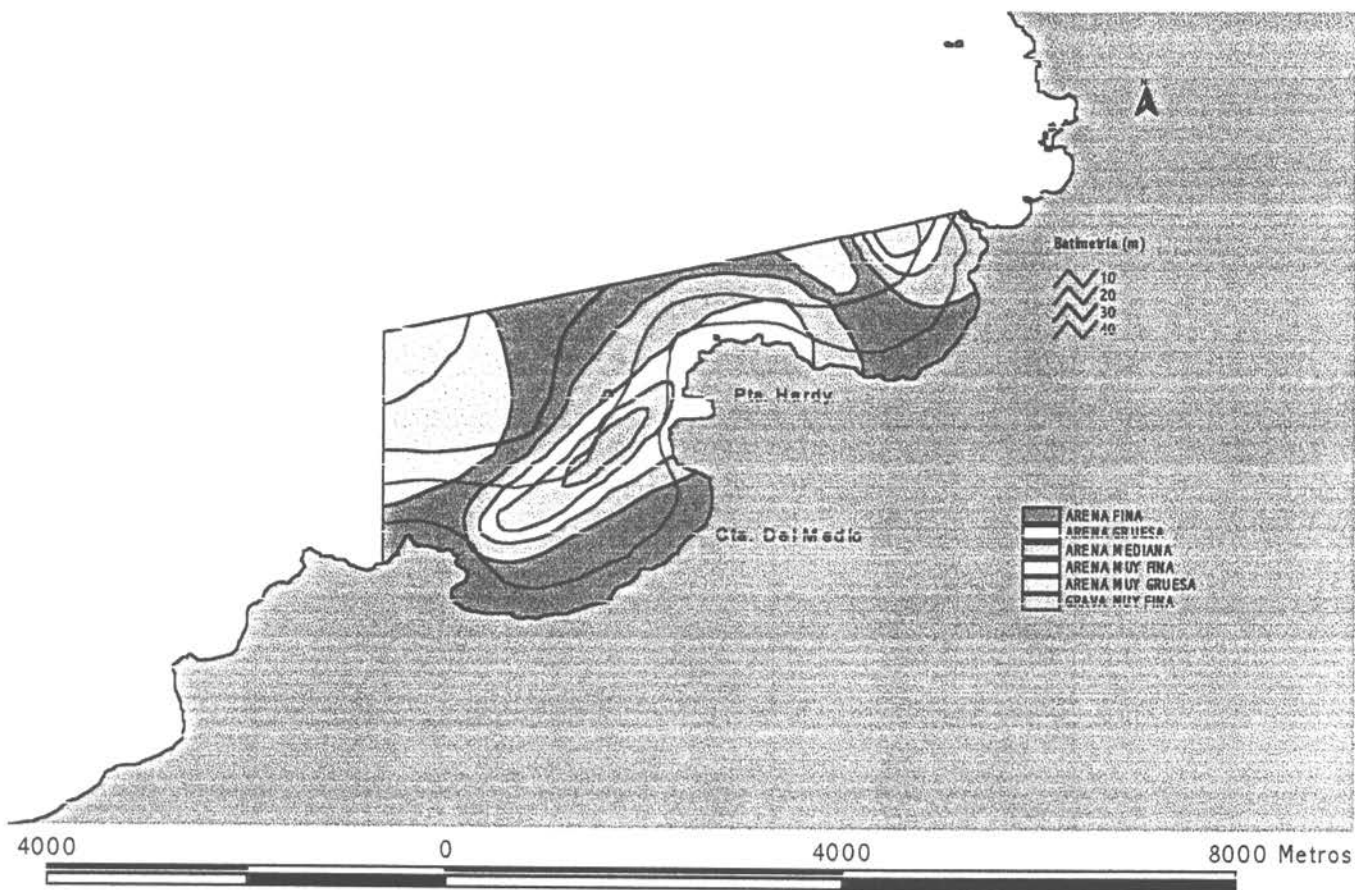 N
Batimetría (m)
10
20
30
40
Pta. Hardy
Cta. Del Medio
ARENA FINA
ARENA GRUESA
ARENA MEDIANA
ARENA MUY FINA
ARENA MUY GRUESA
GRAVA MUY FINA
4000 0 4000 8000 Metros